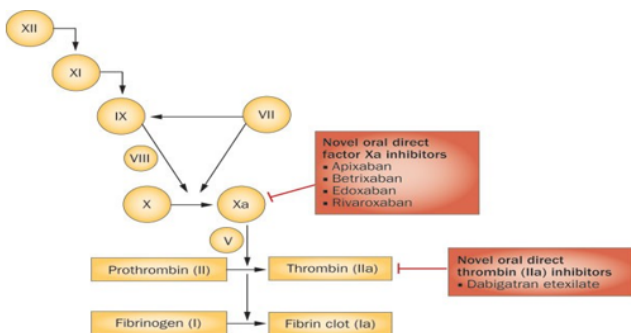 XII
XI
IX
VII
VIII
Novel oral direct
factor Xa inhibitors
• Apixaban
• Betrixaban
• Edoxaban
• Rivaroxaban
X
Xa
V
Prothrombin (II)
Thrombin (IIa)
Novel oral direct
thrombin (IIa) inhibitors
• Dabigatran etexilate
Fibrinogen (I)
Fibrin clot (Ia)